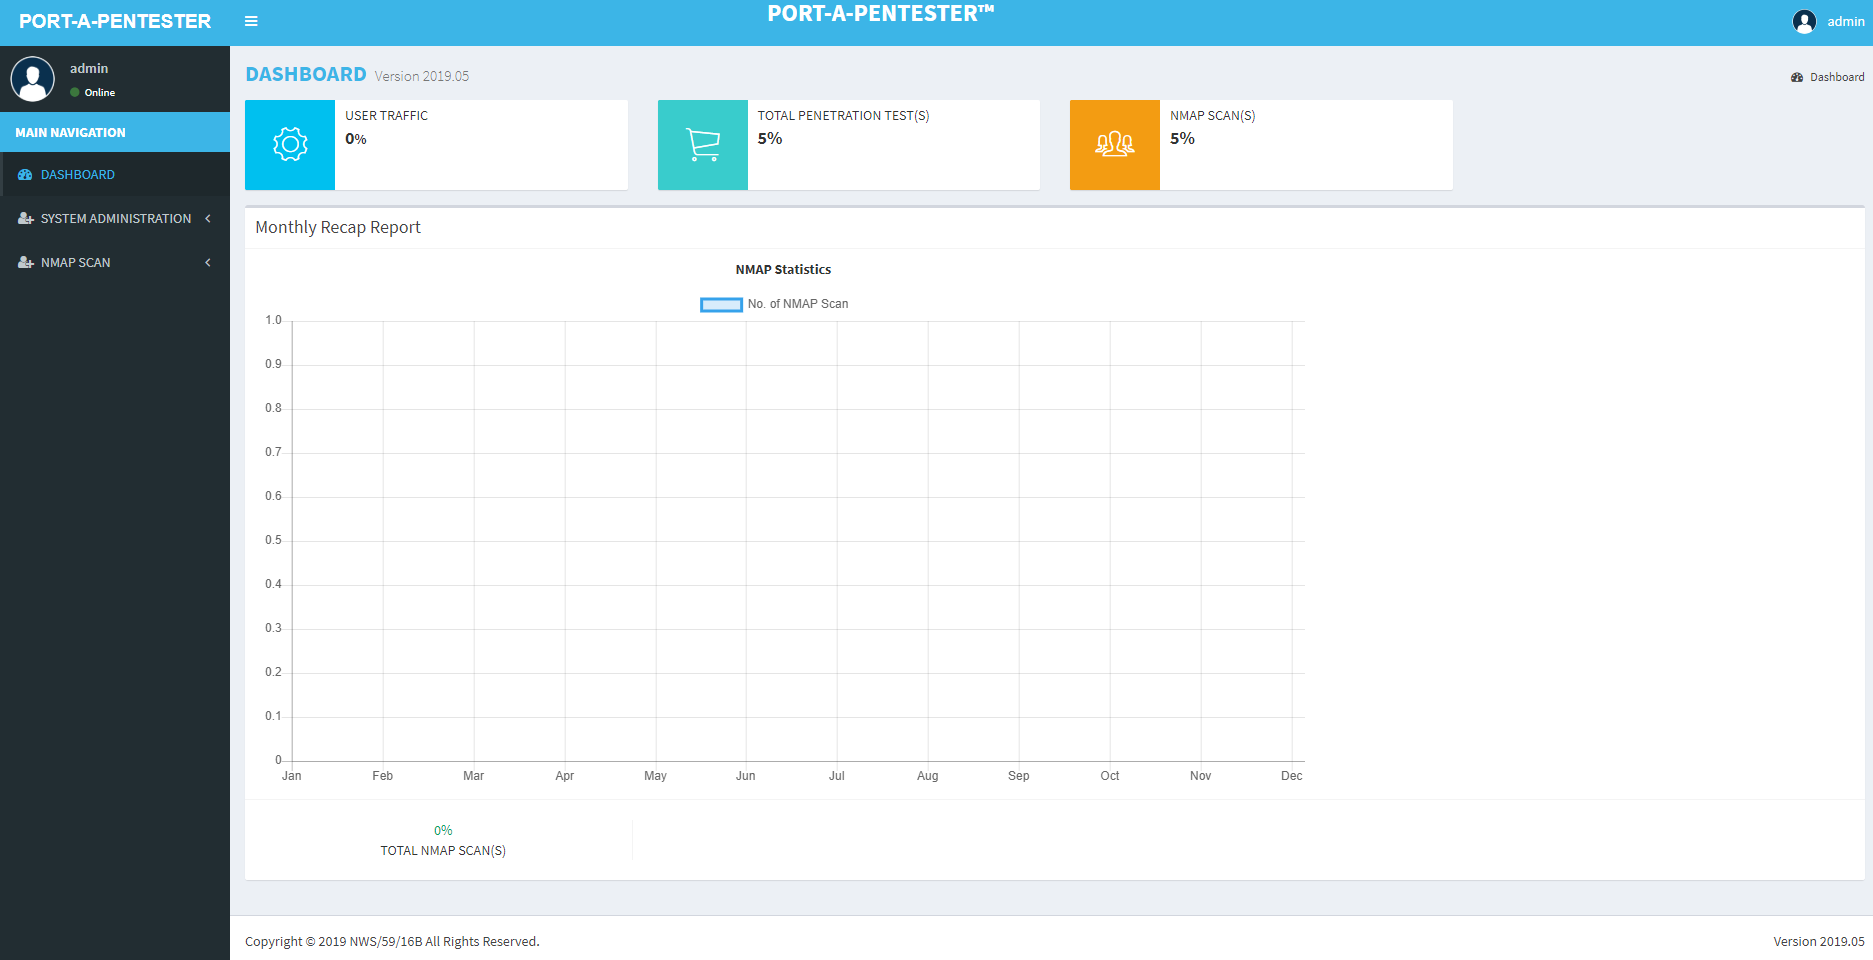 PORT-A-PENTESTER
PORT-A-PENTESTER™
admin
admin
Online
MAIN NAVIGATION
DASHBOARD
SYSTEM ADMINISTRATION
NMAP SCAN
DASHBOARD Version 2019.05
Dashboard
USER TRAFFIC
0%
TOTAL PENETRATION TEST(S)
5%
NMAP SCAN(S)
5%
Monthly Recap Report
NMAP Statistics
No. of NMAP Scan
1.0
0.9
0.8
0.7
0.6
0.5
0.4
0.3
0.2
0.1
0
Jan Feb Mar Apr May Jun Jul Aug Sep Oct Nov Dec
0%
TOTAL NMAP SCAN(S)
Copyright © 2019 NWS/59/16B All Rights Reserved.
Version 2019.05